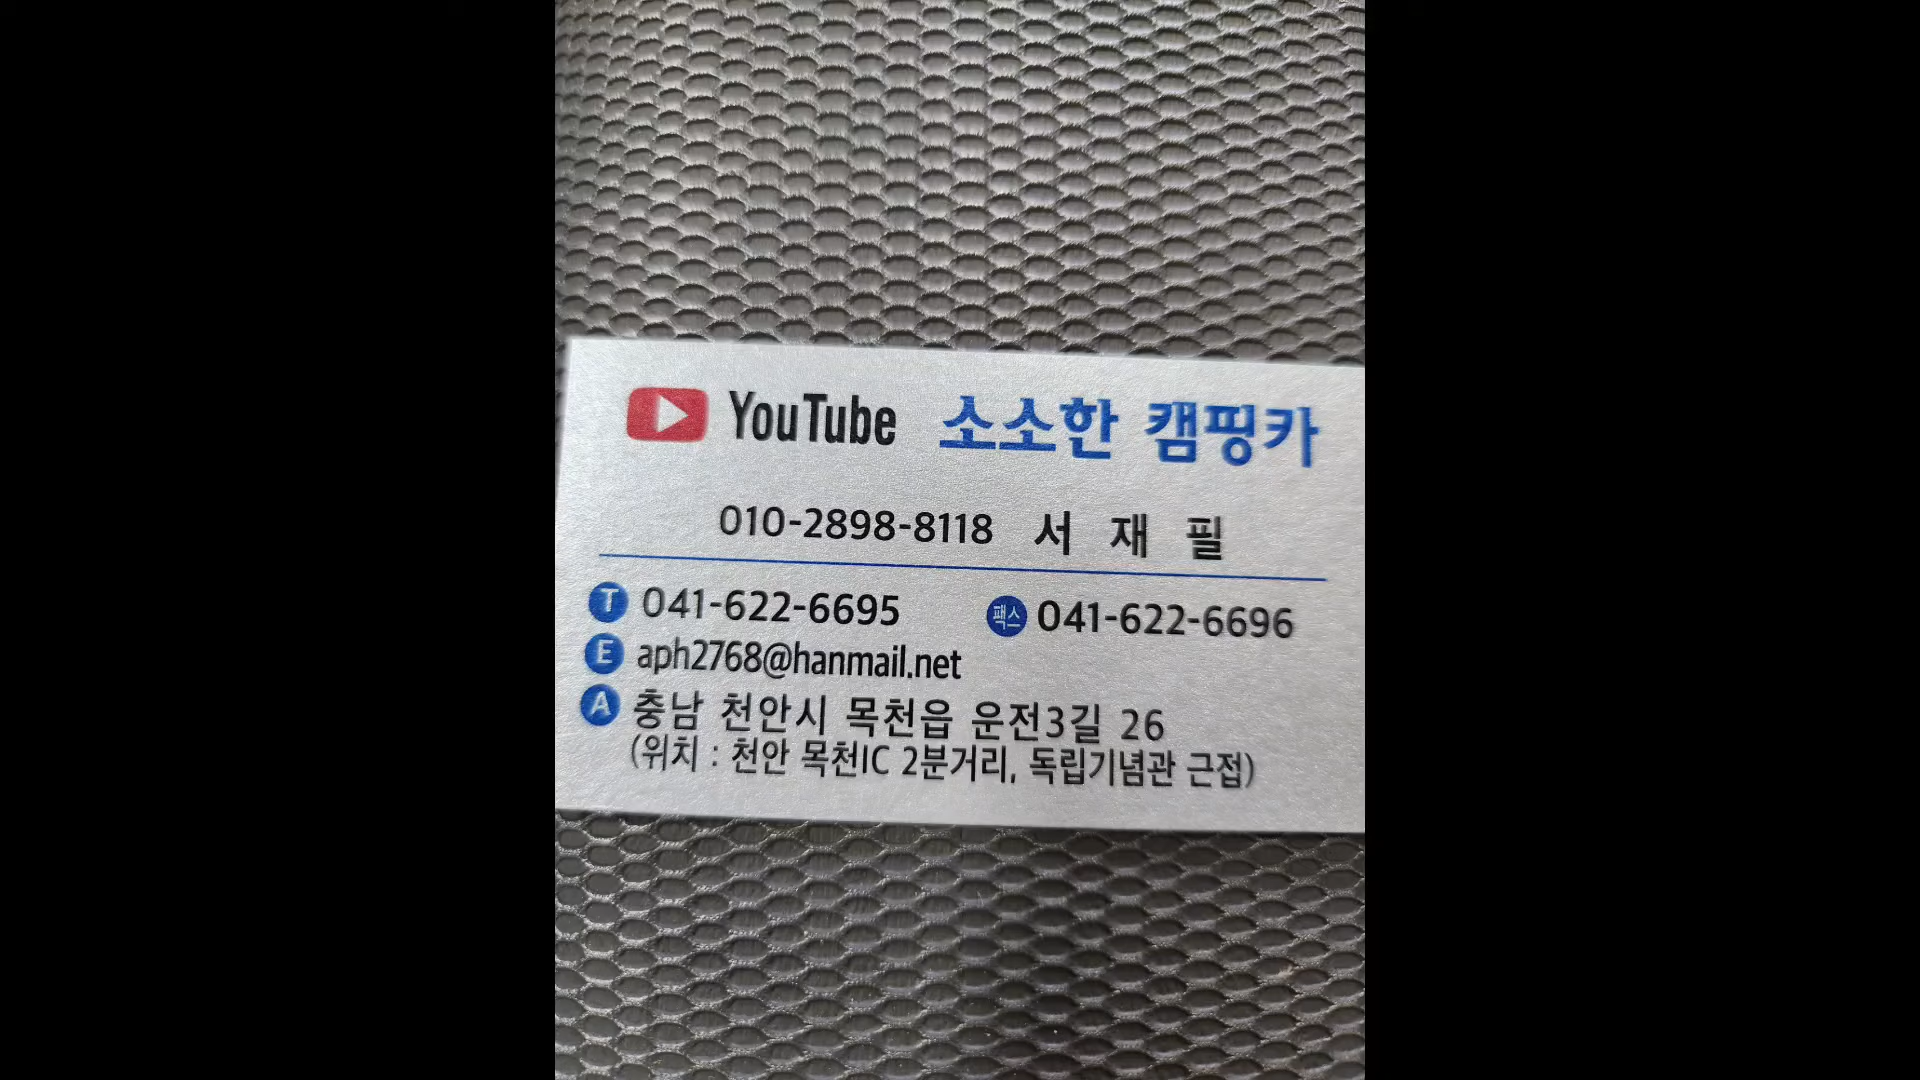 YouTube 소소한 캠핑카
010-2898-8118 서 재 필
T 041-622-6695 팩스 041-622-6696
E aph2768@hanmail.net
A 충남 천안시 목천읍 운전3길 26
(위치 : 천안 목천IC 2분거리, 독립기념관 근접)